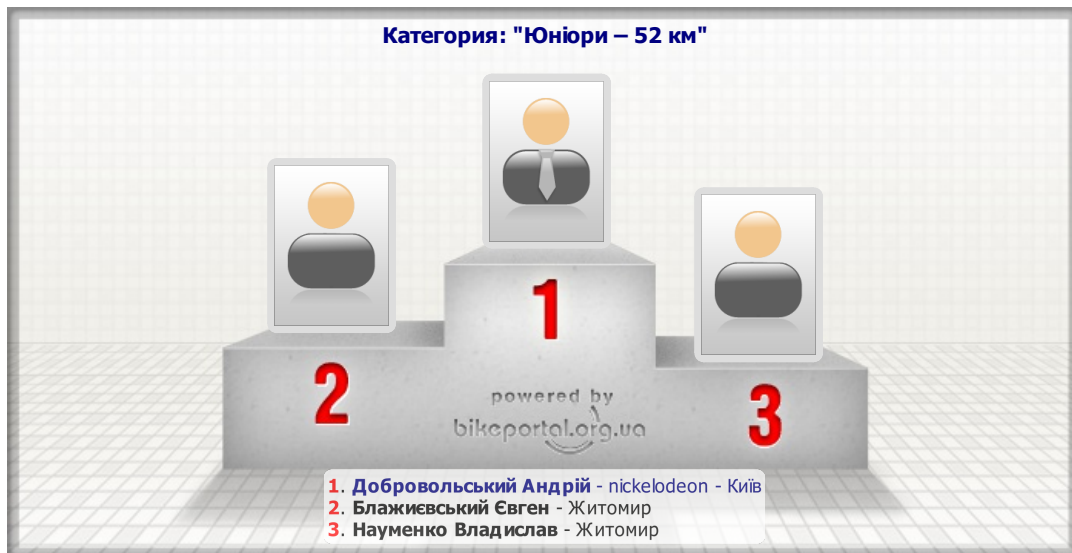 Категория: "Юніори – 52 км"
1
2
3
powered by
bikeportal.org.ua
1. Добровольський Андрій - nickelodeon - Київ
2. Блажиєвський Євген - Житомир
3. Науменко Владислав - Житомир